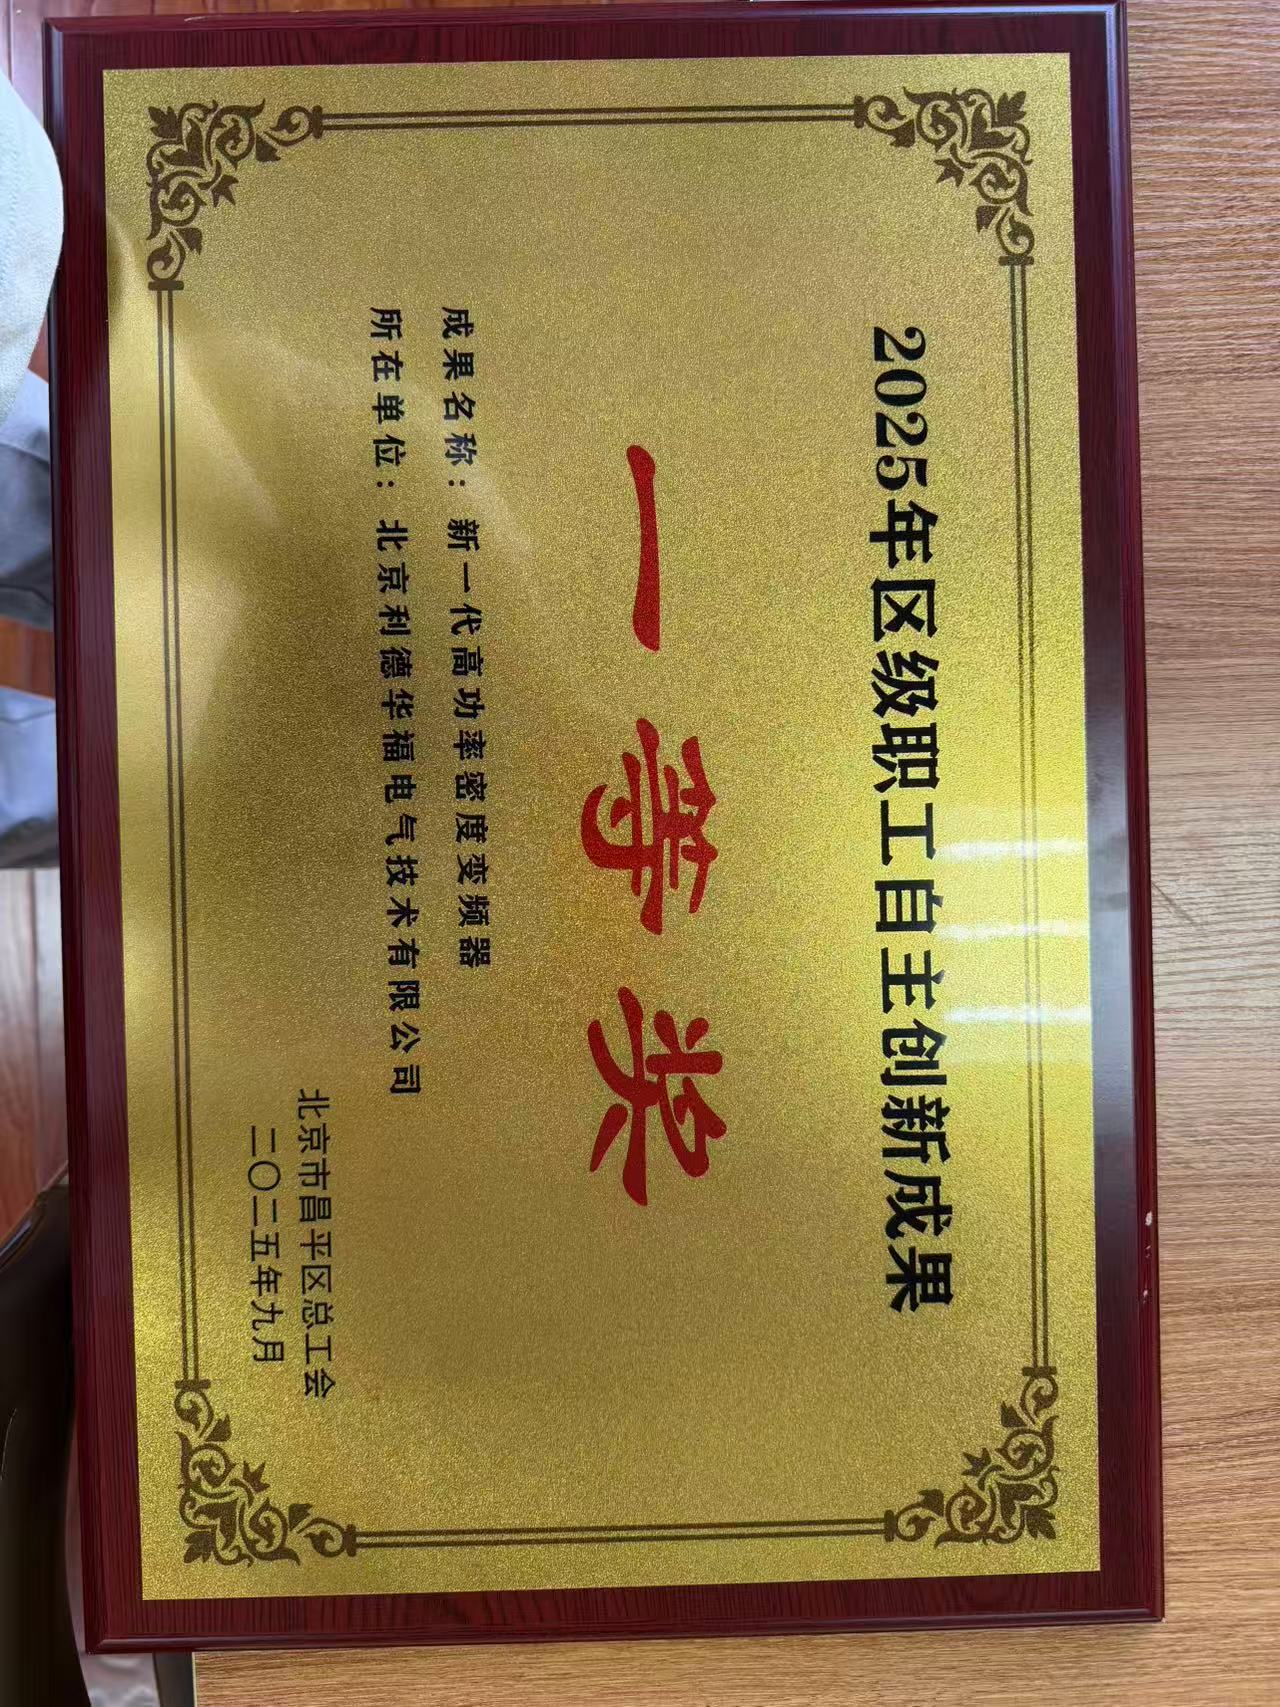 2025年区级职工自主创新成果
一等奖
成果名称：新一代高功率密度变频器
所在单位：北京利德华福电气技术有限公司
北京市昌平区总工会
二〇二五年九月